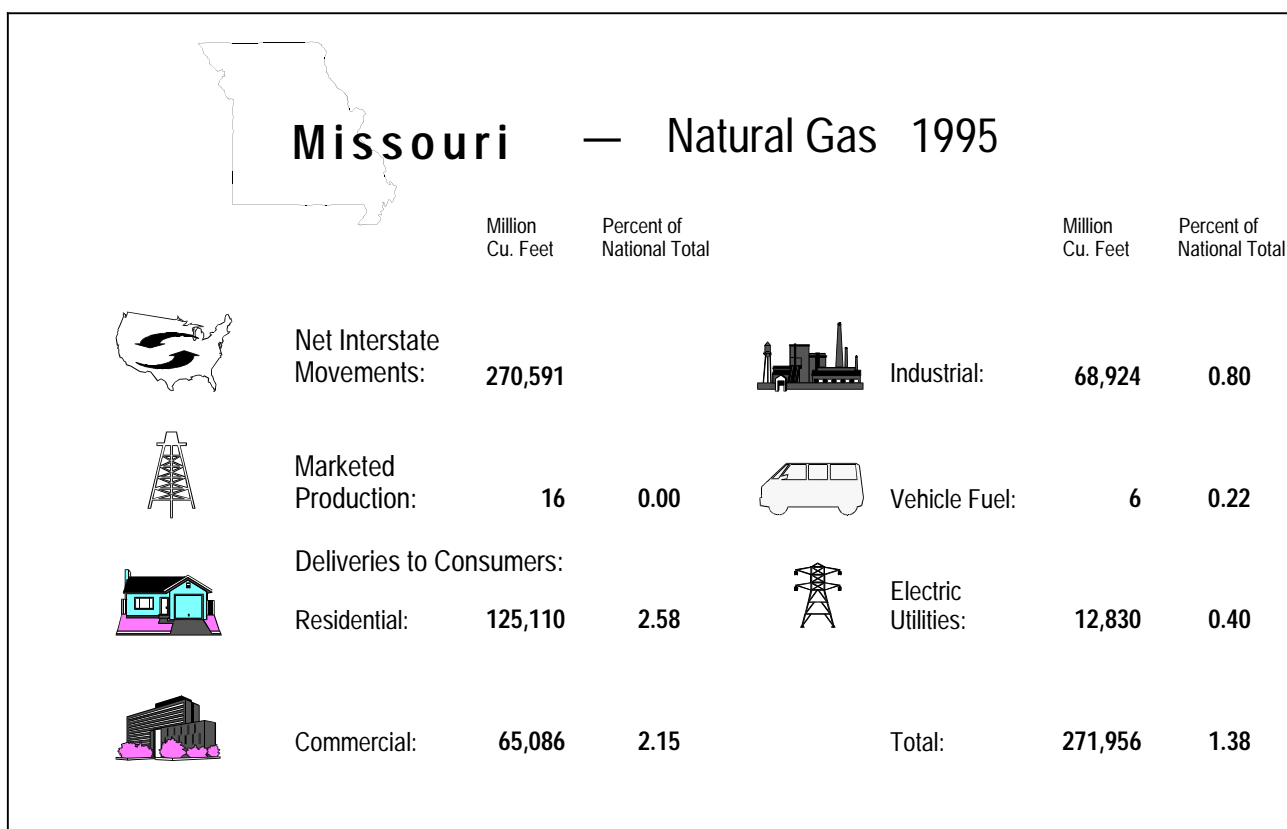 Missouri — Natural Gas 1995
Million
Cu. Feet
Percent of
National Total
Net Interstate
Movements: 270,591
Marketed
Production: 16 0.00
Deliveries to Consumers:
Residential: 125,110 2.58
Commercial: 65,086 2.15
Million
Cu. Feet
Percent of
National Total
Industrial: 68,924 0.80
Vehicle Fuel: 6 0.22
Electric
Utilities: 12,830 0.40
Total: 271,956 1.38